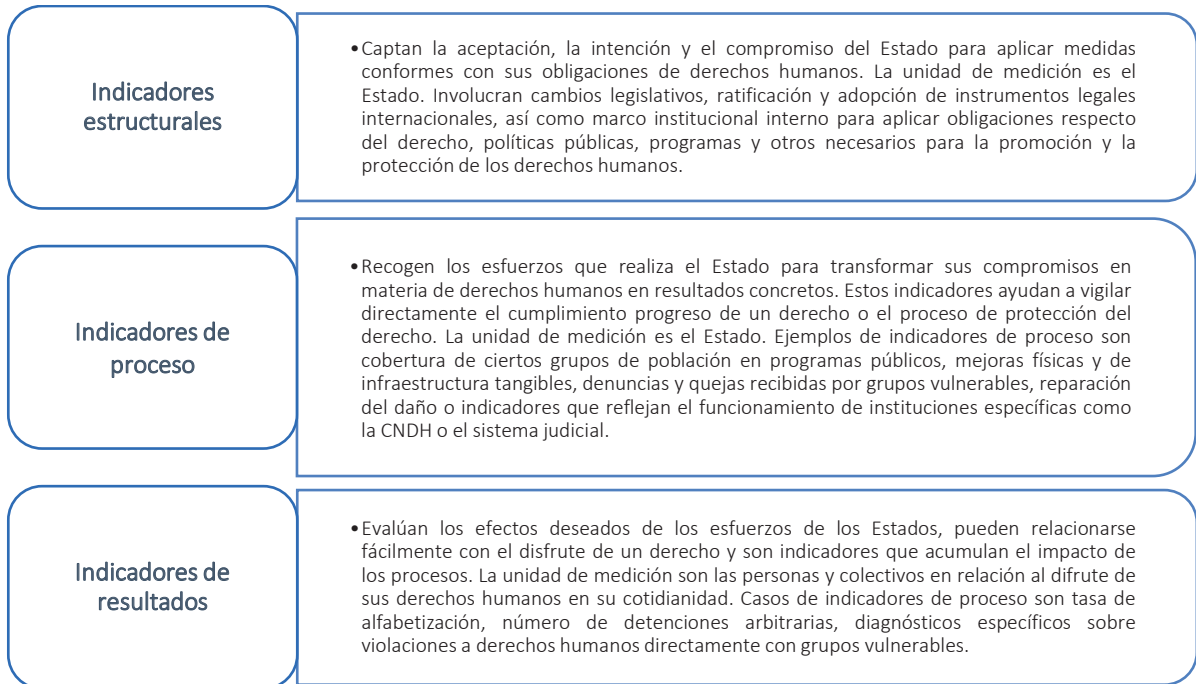 Indicadores
estructurales
•Captan la aceptación, la intención y el compromiso del Estado para aplicar medidas
conformes con sus obligaciones de derechos humanos. La unidad de medición es el
Estado. Involucran cambios legislativos, ratificación y adopción de instrumentos legales
internacionales, así como marco institucional interno para aplicar obligaciones respecto
del derecho, políticas públicas, programas y otros necesarios para la promoción y la
protección de los derechos humanos.
Indicadores de
proceso
•Recogen los esfuerzos que realiza el Estado para transformar sus compromisos en
materia de derechos humanos en resultados concretos. Estos indicadores ayudan a vigilar
directamente el cumplimiento progreso de un derecho o el proceso de protección del
derecho. La unidad de medición es el Estado. Ejemplos de indicadores de proceso son
cobertura de ciertos grupos de población en programas públicos, mejoras físicas y de
infraestructura tangibles, denuncias y quejas recibidas por grupos vulnerables, reparación
del daño o indicadores que reflejan el funcionamiento de instituciones específicas como
la CNDH o el sistema judicial.
Indicadores de
resultados
•Evalúan los efectos deseados de los esfuerzos de los Estados, pueden relacionarse
fácilmente con el disfrute de un derecho y son indicadores que acumulan el impacto de
los procesos. La unidad de medición son las personas y colectivos en relación al difrute de
sus derechos humanos en su cotidianidad. Casos de indicadores de proceso son tasa de
alfabetización, número de detenciones arbitrarias, diagnósticos específicos sobre
violaciones a derechos humanos directamente con grupos vulnerables.